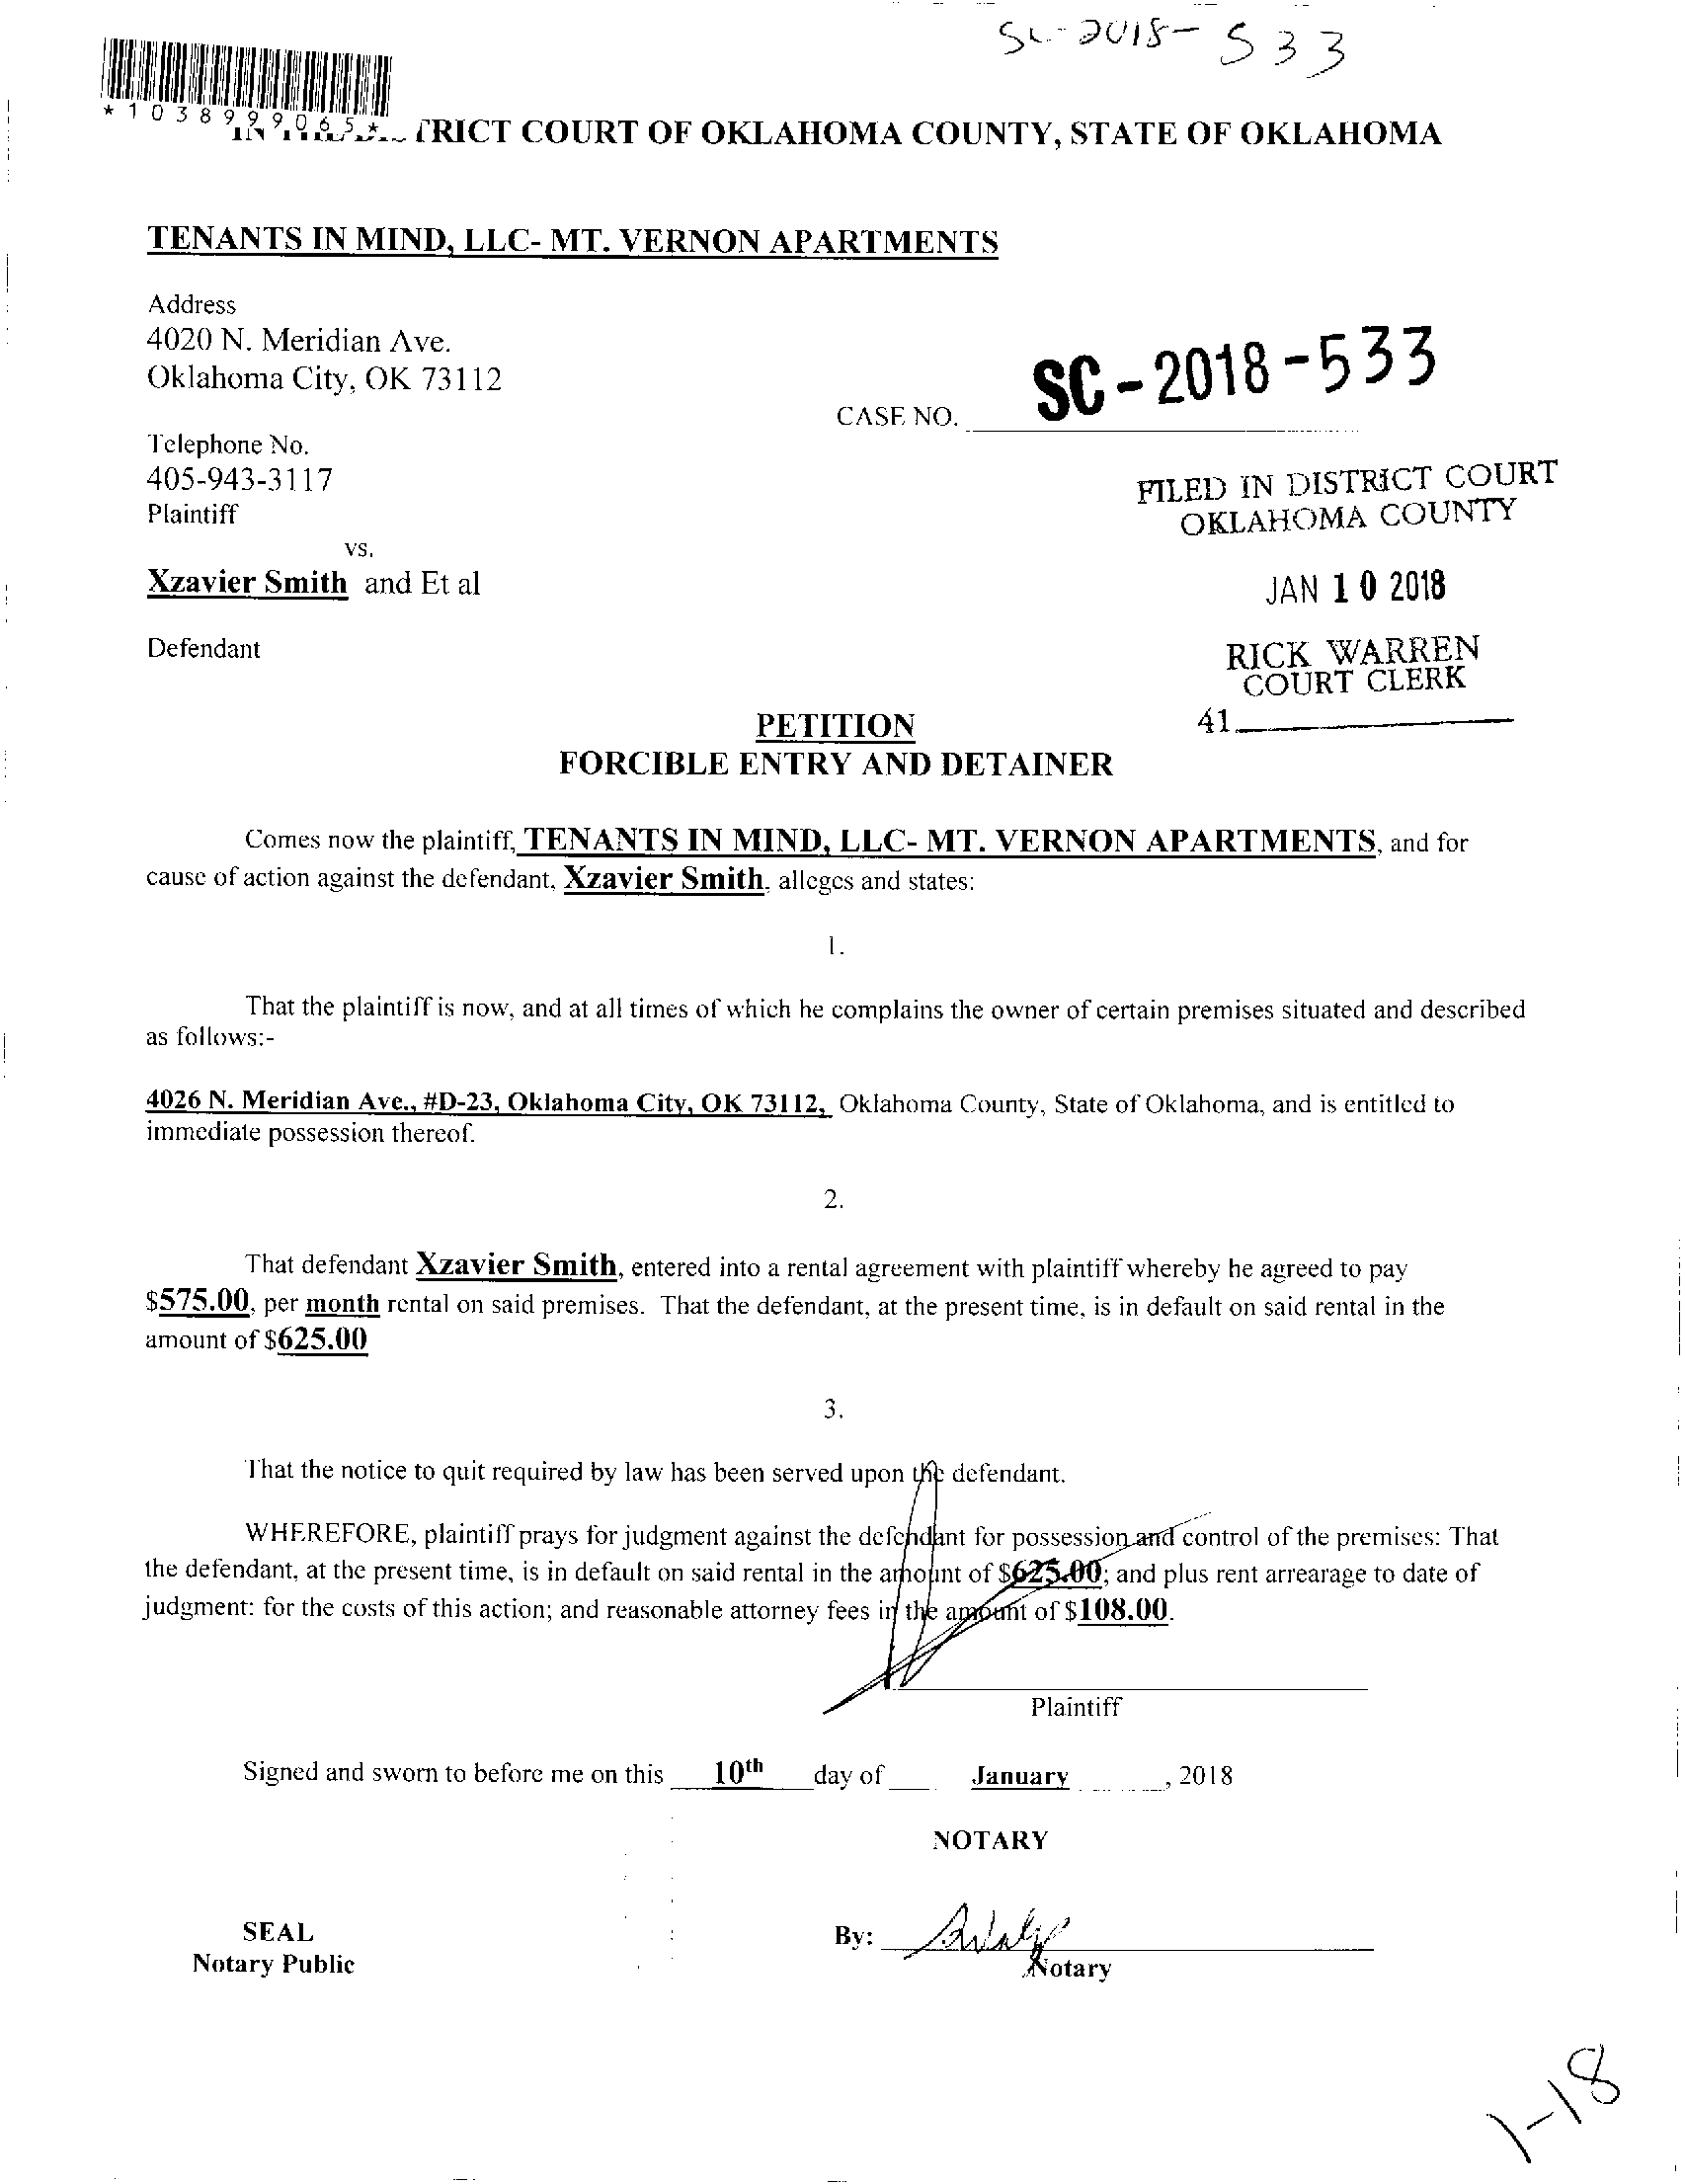 SC-2018-533
*1038999065*
TRICT COURT OF OKLAHOMA COUNTY, STATE OF OKLAHOMA
TENANTS IN MIND, LLC- MT. VERNON APARTMENTS
Address
4020 N. Meridian Ave.
Oklahoma City, OK 73112
CASE NO. SC-2018-533
Telephone No.
405-943-3117
Plaintiff
vs.
Xzavier Smith and Et al
Defendant
FILED IN DISTRICT COURT
OKLAHOMA COUNTY
JAN 10 2018
RICK WARREN
COURT CLERK
41
PETITION
FORCIBLE ENTRY AND DETAINER
Comes now the plaintiff, TENANTS IN MIND, LLC- MT. VERNON APARTMENTS, and for
cause of action against the defendant, Xzavier Smith, alleges and states:
1.
That the plaintiff is now, and at all times of which he complains the owner of certain premises situated and described
as follows:-
4026 N. Meridian Ave., #D-23, Oklahoma City, OK 73112, Oklahoma County, State of Oklahoma, and is entitled to
immediate possession thereof.
2.
That defendant Xzavier Smith, entered into a rental agreement with plaintiff whereby he agreed to pay
$575.00, per month rental on said premises. That the defendant, at the present time, is in default on said rental in the
amount of $625.00
3.
That the notice to quit required by law has been served upon the defendant.
WHEREFORE, plaintiff prays for judgment against the defendant for possession and control of the premises: That
the defendant, at the present time, is in default on said rental in the amount of $625.00; and plus rent arrearage to date of
judgment: for the costs of this action; and reasonable attorney fees in the amount of $108.00.
Plaintiff
Signed and sworn to before me on this 10th day of January, 2018
NOTARY
SEAL
Notary Public
By:
Notary
1-18